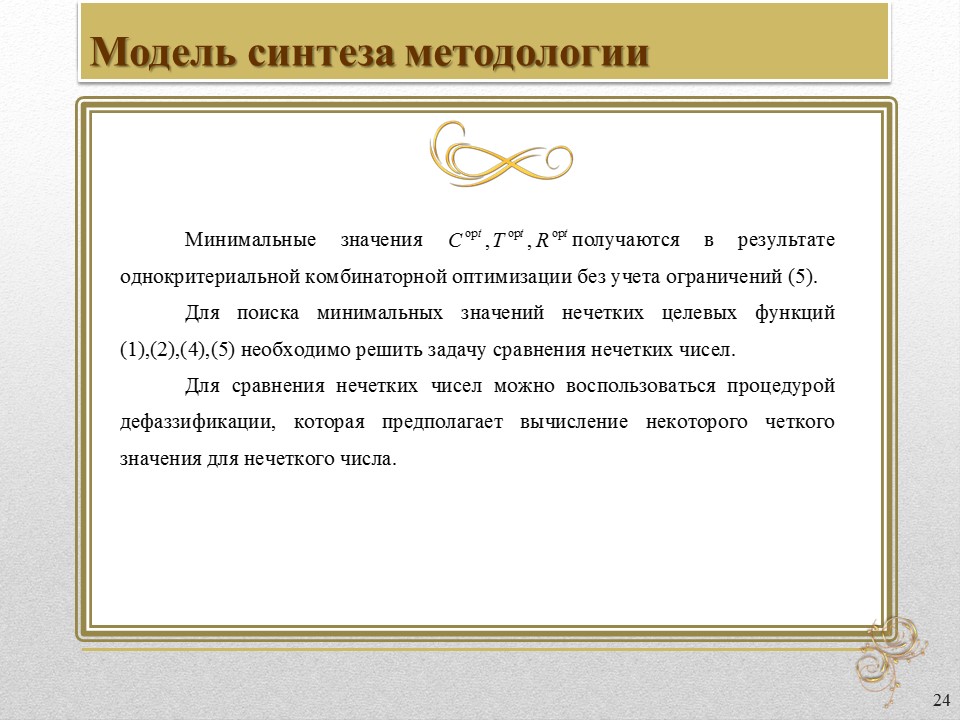 Модель синтеза методологии
Минимальные значения C^opt, T^opt, R^opt получаются в результате
однокритериальной комбинаторной оптимизации без учета ограничений (5).
Для поиска минимальных значений нечетких целевых функций
(1),(2),(4),(5) необходимо решить задачу сравнения нечетких чисел.
Для сравнения нечетких чисел можно воспользоваться процедурой
дефаззификации, которая предполагает вычисление некоторого четкого
значения для нечеткого числа.
24